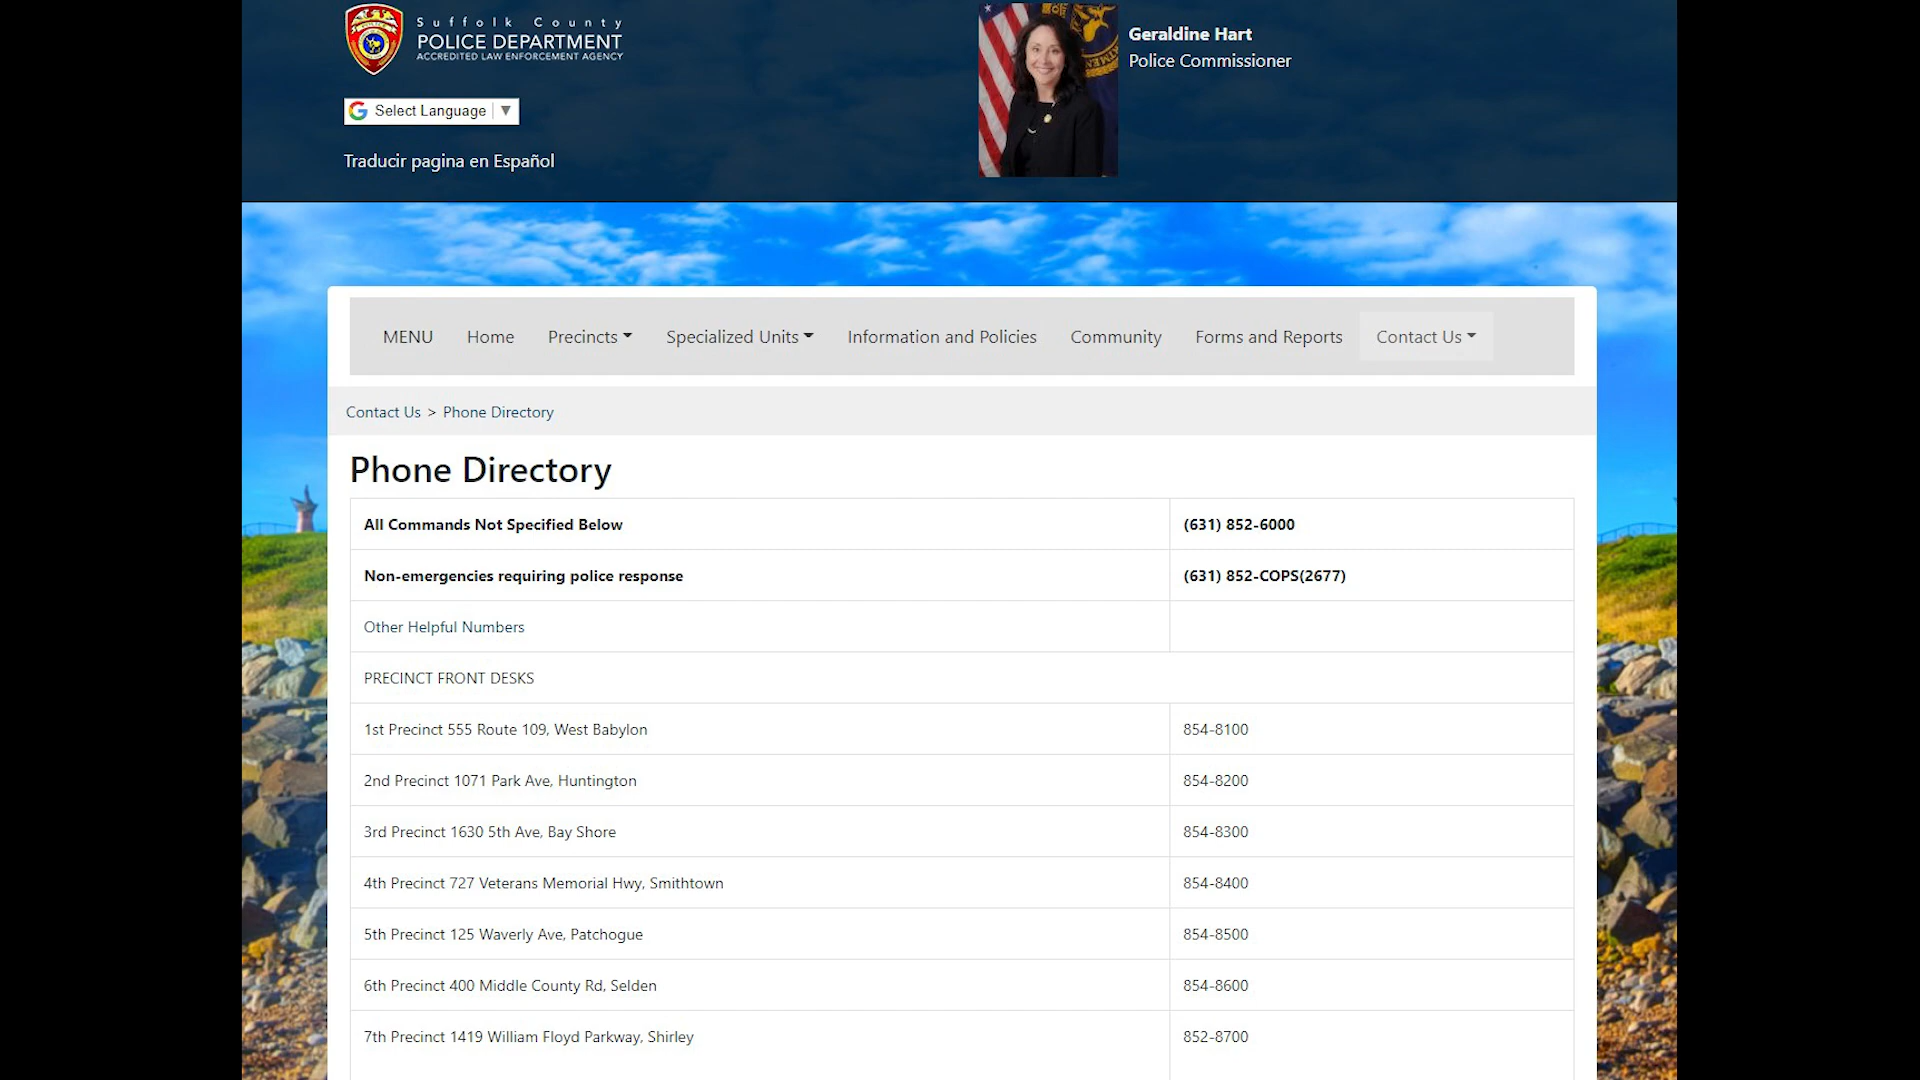 Suffolk County
POLICE DEPARTMENT
ACCREDITED LAW ENFORCEMENT AGENCY
Geraldine Hart
Police Commissioner
Select Language ▼
Traducir pagina en Español
MENU Home Precincts Specialized Units Information and Policies Community Forms and Reports Contact Us
Contact Us > Phone Directory
Phone Directory
All Commands Not Specified Below (631) 852-6000
Non-emergencies requiring police response (631) 852-COPS(2677)
Other Helpful Numbers
PRECINCT FRONT DESKS
1st Precinct 555 Route 109, West Babylon 854-8100
2nd Precinct 1071 Park Ave, Huntington 854-8200
3rd Precinct 1630 5th Ave, Bay Shore 854-8300
4th Precinct 727 Veterans Memorial Hwy, Smithtown 854-8400
5th Precinct 125 Waverly Ave, Patchogue 854-8500
6th Precinct 400 Middle County Rd, Selden 854-8600
7th Precinct 1419 William Floyd Parkway, Shirley 852-8700